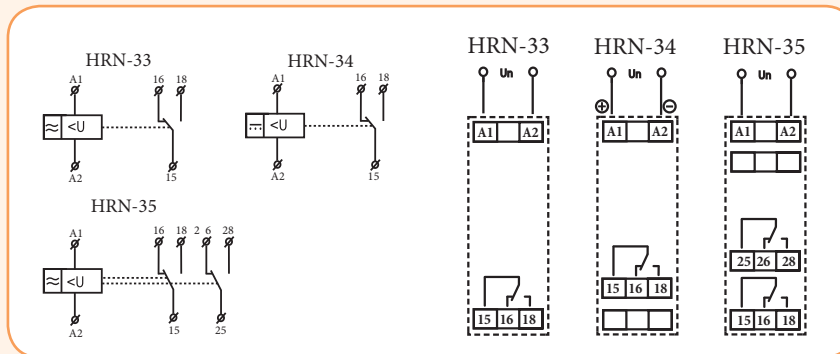 HRN-33
A1 16 18
≂ <U
A2 15
HRN-34
A1 16 18
<U
A2 15
HRN-35
A1 16 18 2 6 28
≂ <U
A2 15 25
HRN-33
Un
A1 A2
15 16 18
HRN-34
Un
⊕ ⊖
A1 A2
15 16 18
HRN-35
Un
A1 A2
25 26 28
15 16 18